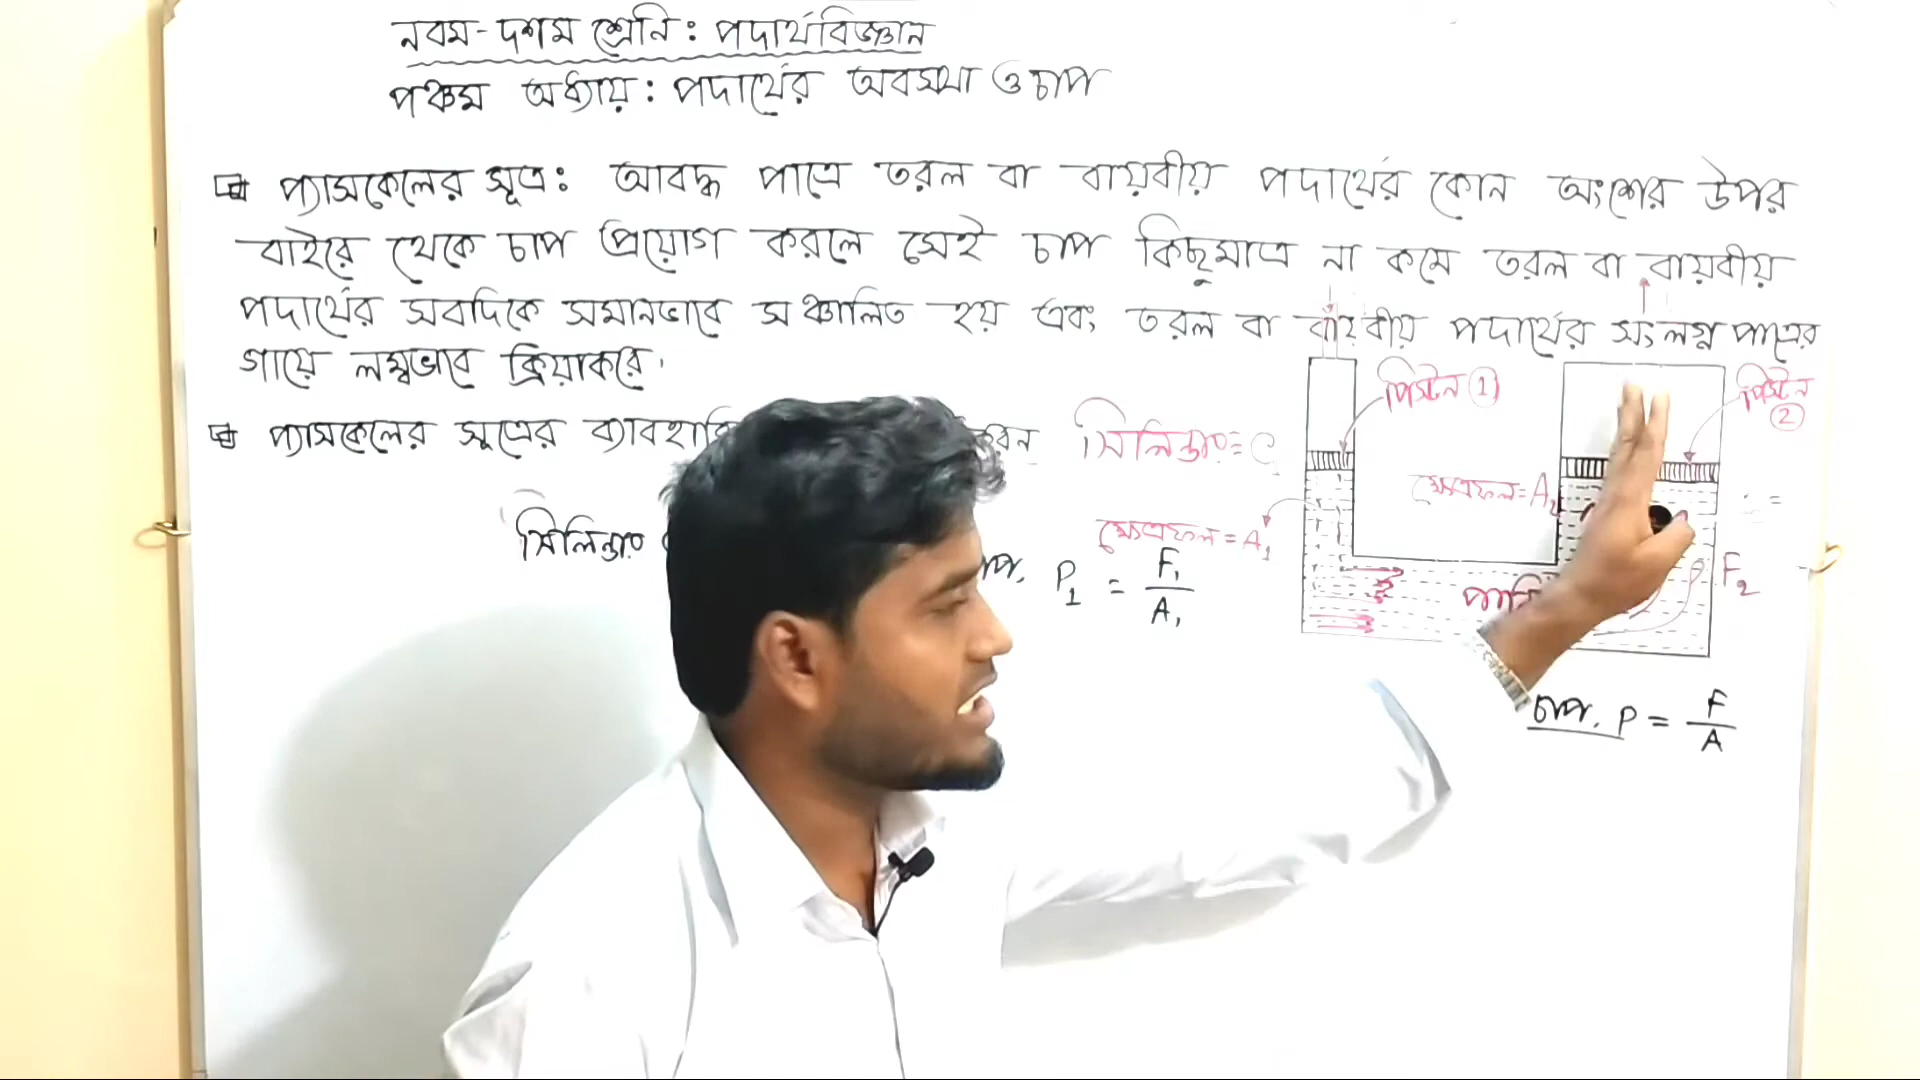 নবম-দশম শ্রেনি: পদার্থবিজ্ঞান
পঞ্চম অধ্যায়: পদার্থের অবস্থা ও চাপ
প্যাসকেলের সূত্র: আবদ্ধ পাত্রে তরল বা বায়বীয় পদার্থের কোন অংশের উপর
বাইরে থেকে চাপ প্রয়োগ করলে সেই চাপ কিছুমাত্র না কমে তরল বা বায়বীয়
পদার্থের সবদিকে সমানভাবে সঞ্চালিত হয় এবং তরল বা বায়বীয় পদার্থের সংলগ্ন পাত্রের
গায়ে লম্বভাবে ক্রিয়াকরে।
প্যাসকেলের সূত্রের
পিস্টন ①
পিস্টন ②
ক্ষেত্রফল = A₂
ক্ষেত্রফল = A₁
P₁ = F₁/A₁
F₂
চাপ, P = F/A